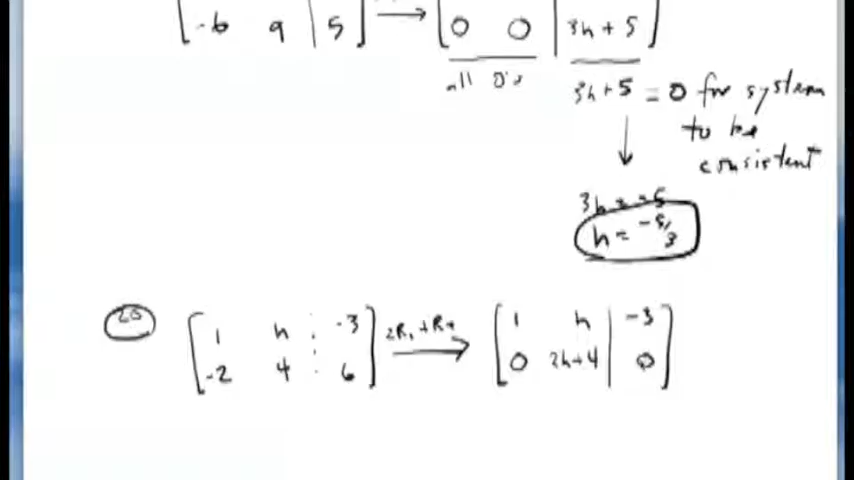 [-6 9 | 5] → [0 0 | 3h + 5]
all 0's 3h+5 = 0 for system
to be
consistent
↓
3h = -5
h = -5/3
20 [1 h : -3] 2R₁+R₂ → [1 h | -3]
[-2 4 : 6] [0 2h+4 | 0]